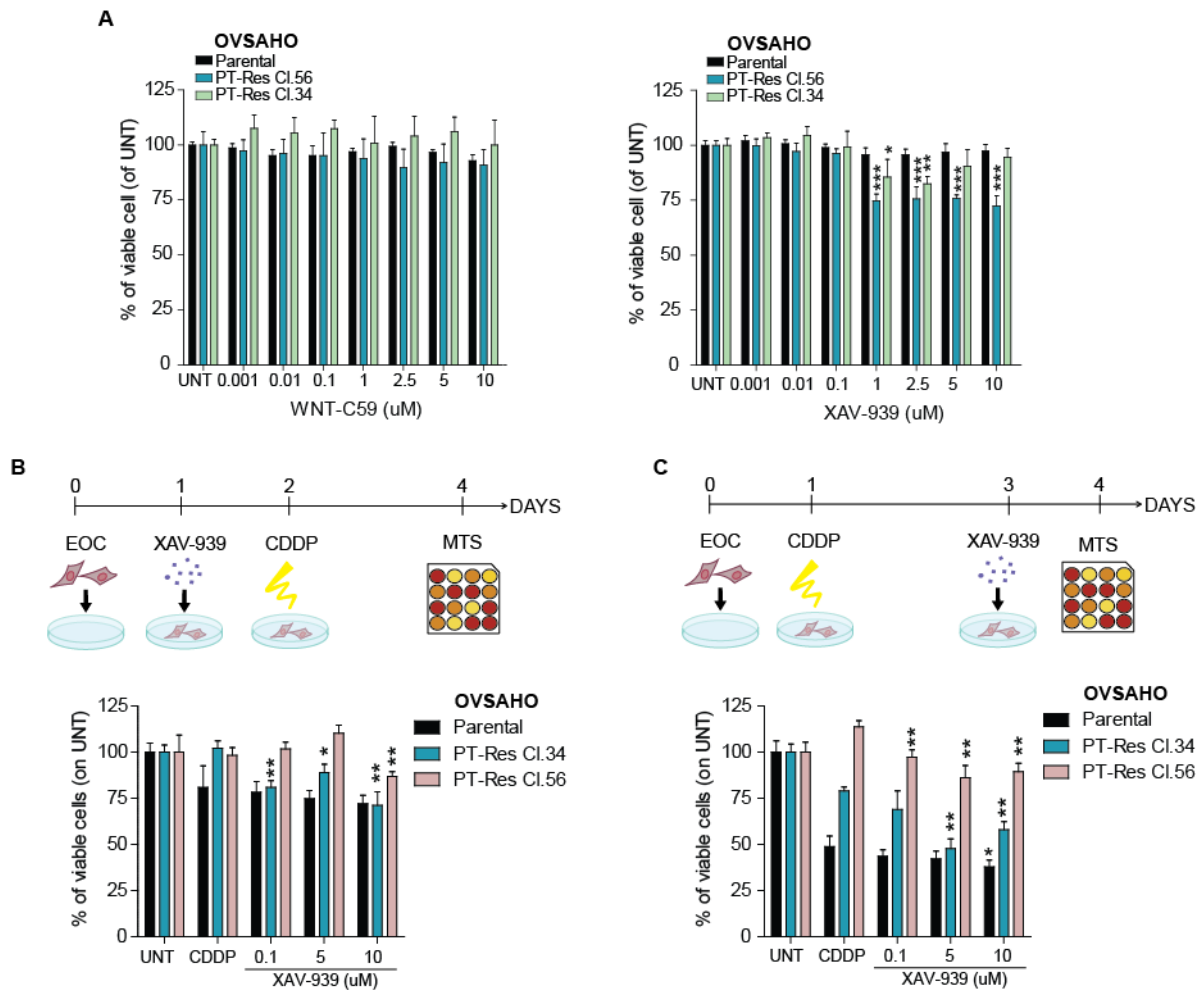 A
OVSAHO
Parental
PT-Res Cl.56
PT-Res Cl.34
% of viable cell (of UNT)
125
100
75
50
25
0
UNT 0.001 0.01 0.1 1 2.5 5 10
WNT-C59 (uM)
OVSAHO
Parental
PT-Res Cl.56
PT-Res Cl.34
% of viable cell (of UNT)
125
100
75
50
25
0
*** * *** ** *** ***
UNT 0.001 0.01 0.1 1 2.5 5 10
XAV-939 (uM)
B
0 1 2 4 DAYS
EOC XAV-939 CDDP MTS
OVSAHO
Parental
PT-Res Cl.34
PT-Res Cl.56
% of viable cells (on UNT)
125
100
75
50
25
0
** * ** **
UNT CDDP 0.1 5 10
XAV-939 (uM)
C
0 1 3 4 DAYS
EOC CDDP XAV-939 MTS
OVSAHO
Parental
PT-Res Cl.34
PT-Res Cl.56
% of viable cells (on UNT)
125
100
75
50
25
0
** ** ** * ** **
UNT CDDP 0.1 5 10
XAV-939 (uM)